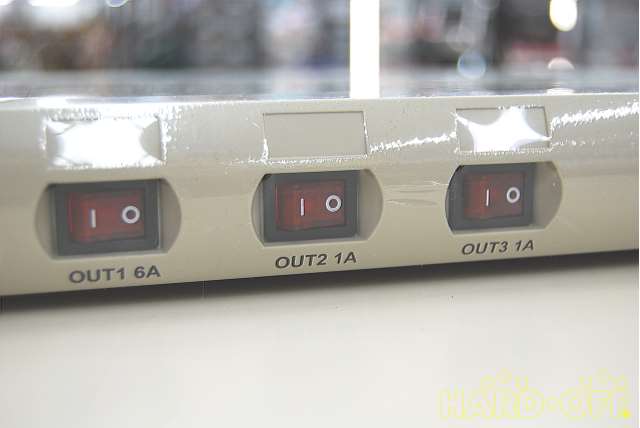 I O
I O
I O
OUT1 6A
OUT2 1A
OUT3 1A
HARD·OFF